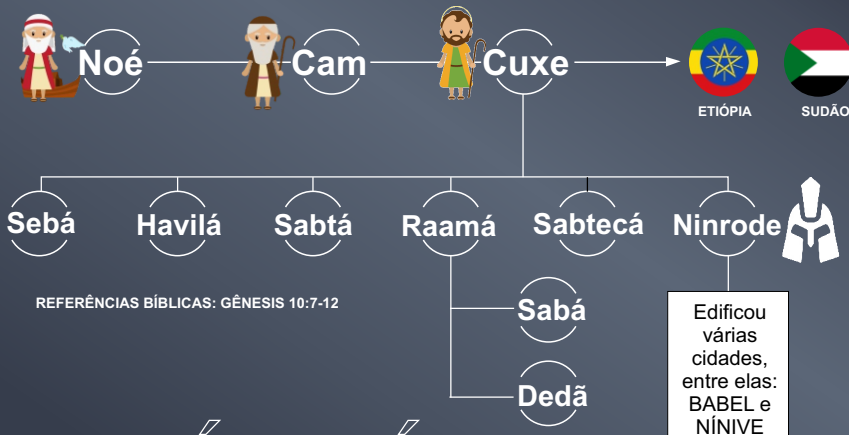 Noé Cam Cuxe
ETIÓPIA SUDÃO
Sebá Havilá Sabtá Raamá Sabtecá Ninrode
REFERÊNCIAS BÍBLICAS: GÊNESIS 10:7-12
Sabá
Dedã
Edificou
várias
cidades,
entre elas:
BABEL e
NÍNIVE